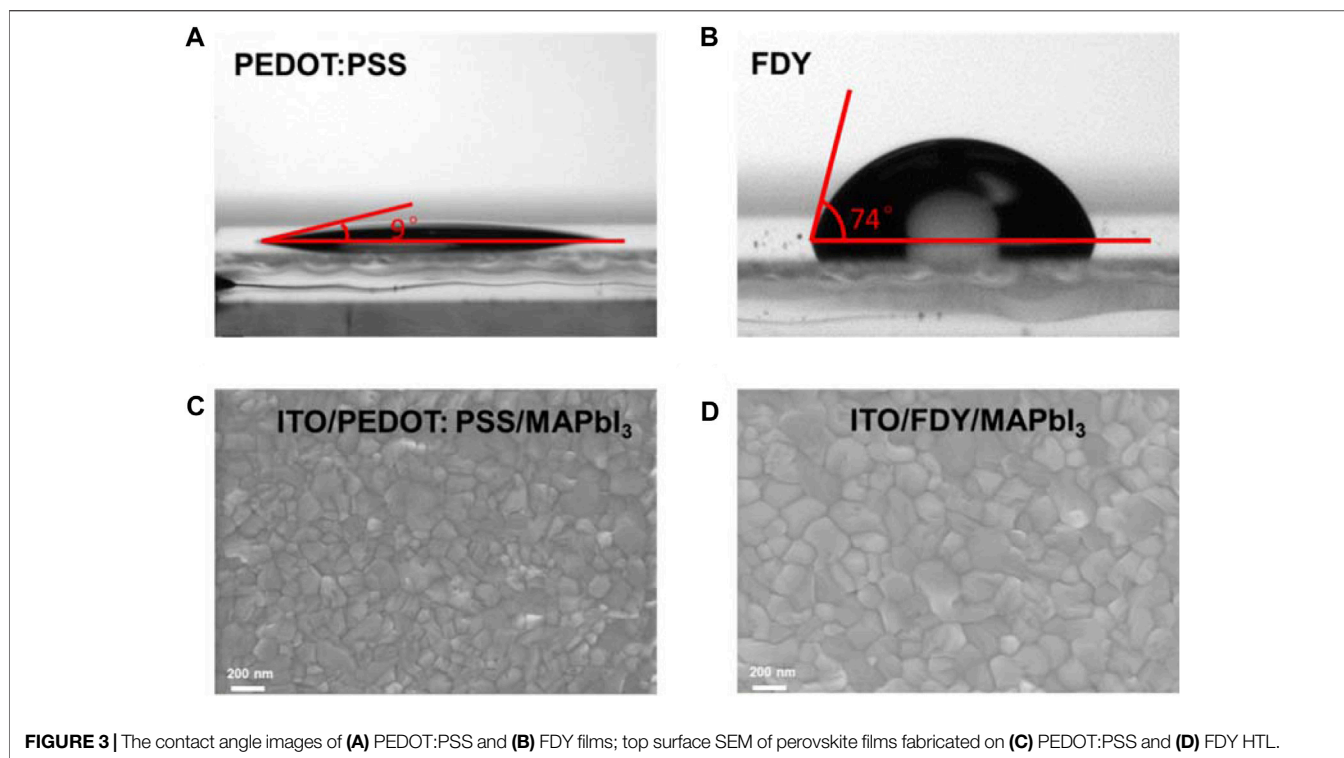 A
PEDOT:PSS
9°
B
FDY
74°
C
ITO/PEDOT: PSS/MAPbI₃
200 nm
D
ITO/FDY/MAPbI₃
200 nm
FIGURE 3 | The contact angle images of (A) PEDOT:PSS and (B) FDY films; top surface SEM of perovskite films fabricated on (C) PEDOT:PSS and (D) FDY HTL.